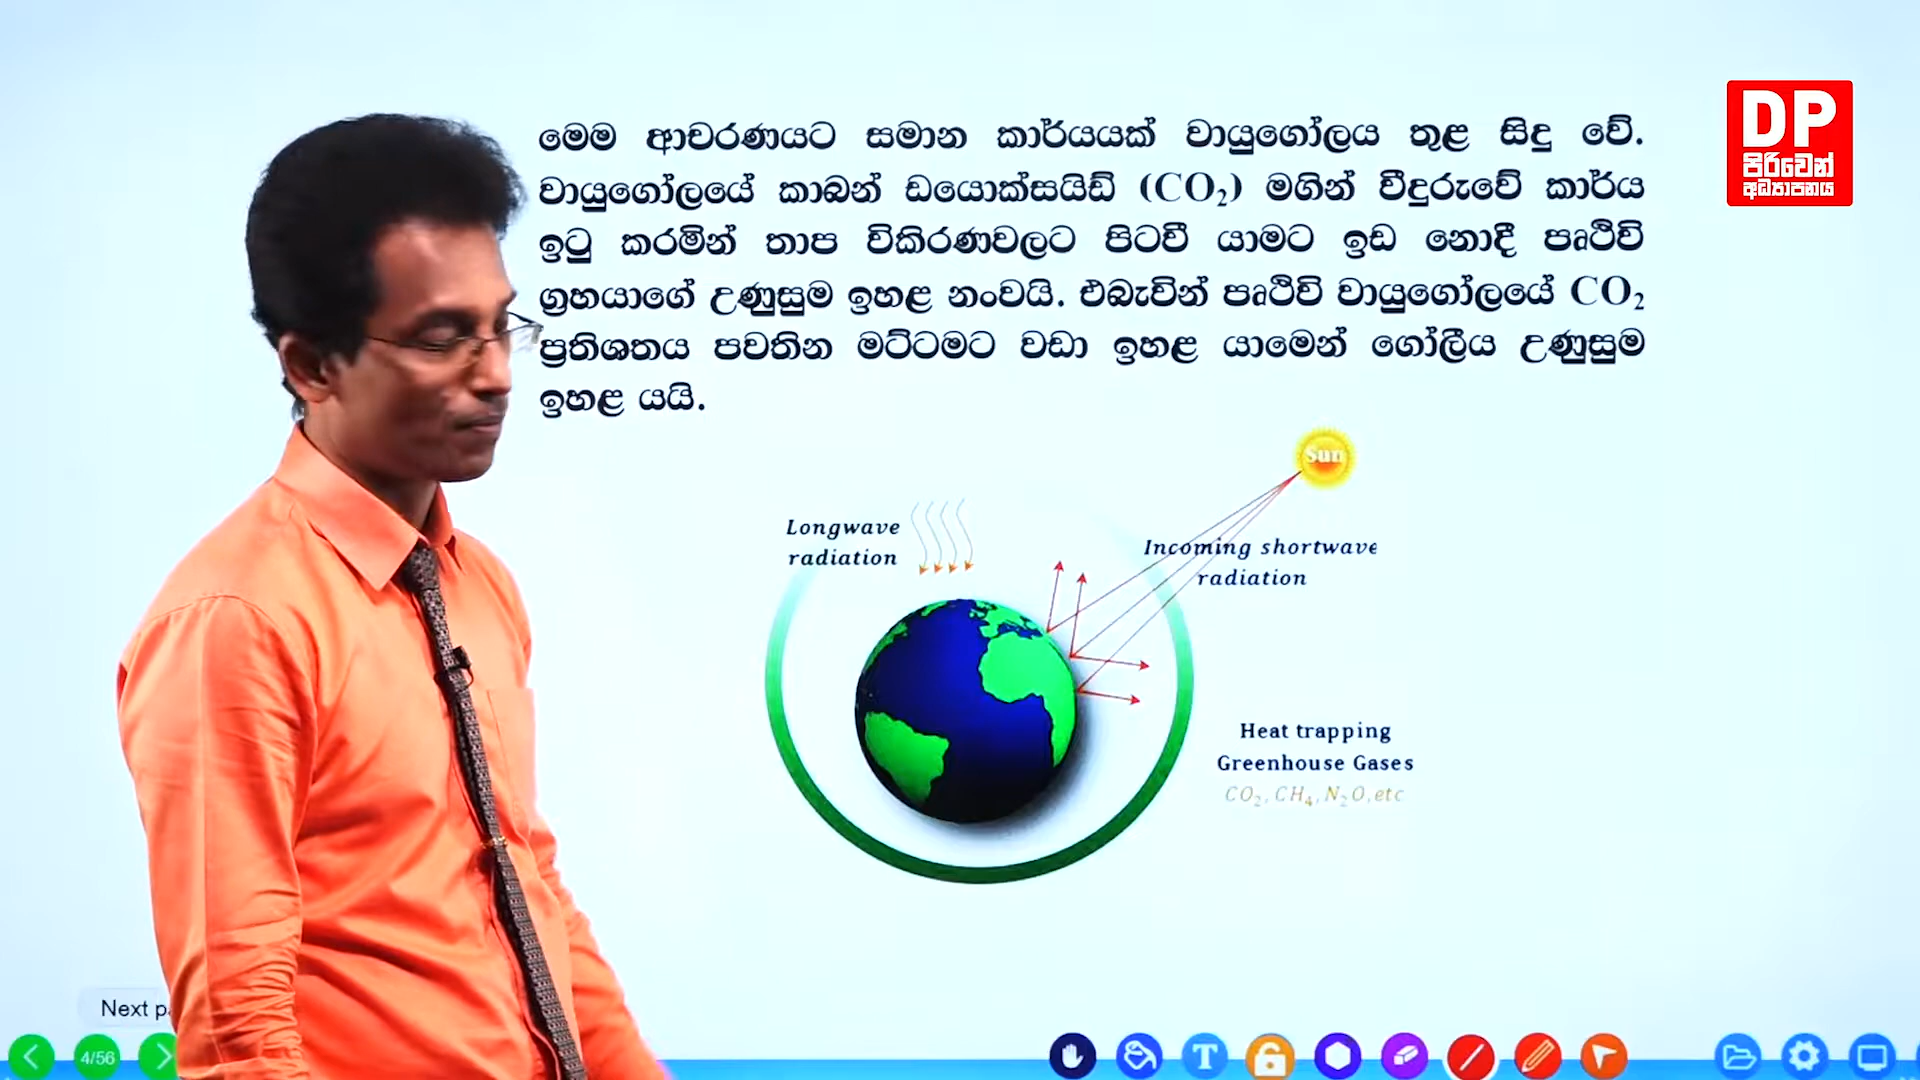 මෙම ආචරණයට සමාන කාර්යයක් වායුගෝලය තුළ සිදු වේ.
වායුගෝලයේ කාබන් ඩයොක්සයිඩ් (CO₂) මගින් වීදුරුවේ කාර්ය
ඉටු කරමින් තාප විකිරණවලට පිටවී යාමට ඉඩ නොදී පෘථිවි
ග්‍රහයාගේ උණුසුම ඉහළ නංවයි. එබැවින් පෘථිවි වායුගෝලයේ CO₂
ප්‍රතිශතය පවතින මට්ටමට වඩා ඉහළ යාමෙන් ගෝලීය උණුසුම
ඉහළ යයි.
DP
පිරිවෙන්
අධ්‍යාපනය
Sun
Longwave
radiation
Incoming shortwave
radiation
Heat trapping
Greenhouse Gases
CO₂, CH₄, N₂O, etc
Next
4/56
T